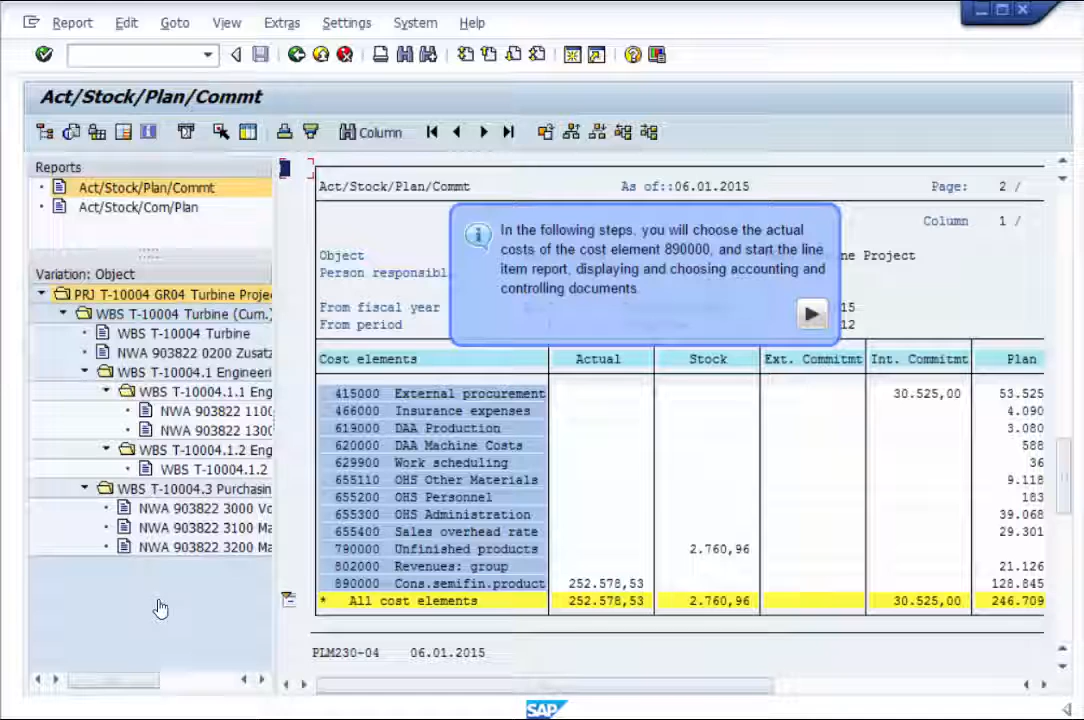 Report Edit Goto View Extras Settings System Help
Act/Stock/Plan/Commt
Column
Reports
Act/Stock/Plan/Commt
Act/Stock/Com/Plan
Variation: Object
PRJ T-10004 GR04 Turbine Proje
WBS T-10004 Turbine (Cum.)
WBS T-10004 Turbine
NWA 903822 0200 Zusatz
WBS T-10004.1 Engineeri
WBS T-10004.1.1 Eng
NWA 903822 1100
NWA 903822 1300
WBS T-10004.1.2 Eng
WBS T-10004.1.2
WBS T-10004.3 Purchasin
NWA 903822 3000 Vo
NWA 903822 3100 Ma
NWA 903822 3200 Ma
Act/Stock/Plan/Commt As of::06.01.2015 Page: 2 /
Column 1 /
In the following steps, you will choose the actual
costs of the cost element 890000, and start the line
item report, displaying and choosing accounting and
controlling documents.
Object ne Project
Person responsibl
From fiscal year 15
From period 12
Cost elements Actual Stock Ext. Commitmt Int. Commitmt Plan
415000 External procurement 30.525,00 53.525
466000 Insurance expenses 4.090
619000 DAA Production 3.080
620000 DAA Machine Costs 588
629900 Work scheduling 36
655110 OHS Other Materials 9.118
655200 OHS Personnel 183
655300 OHS Administration 39.068
655400 Sales overhead rate 29.301
790000 Unfinished products 2.760,96
802000 Revenues: group 21.126
890000 Cons.semifin.product 252.578,53 128.845
* All cost elements 252.578,53 2.760,96 30.525,00 246.709
PLM230-04 06.01.2015
SAP